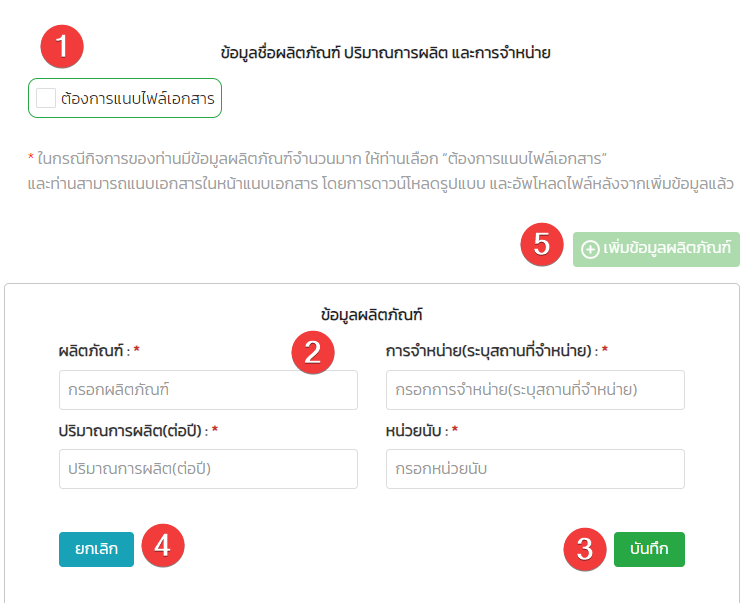 1
ข้อมูลชื่อผลิตภัณฑ์ ปริมาณการผลิต และการจำหน่าย
ต้องการแนบไฟล์เอกสาร
* ในกรณีกิจการของท่านมีข้อมูลผลิตภัณฑ์จำนวนมาก ให้ท่านเลือก “ต้องการแนบไฟล์เอกสาร”
และท่านสามารถแนบเอกสารในหน้าแนบเอกสาร โดยการดาวน์โหลดรูปแบบ และอัพโหลดไฟล์หลังจากเพิ่มข้อมูลแล้ว
5 เพิ่มข้อมูลผลิตภัณฑ์
ข้อมูลผลิตภัณฑ์
ผลิตภัณฑ์ : * 2 การจำหน่าย(ระบุสถานที่จำหน่าย) : *
กรอกผลิตภัณฑ์ กรอกการจำหน่าย(ระบุสถานที่จำหน่าย)
ปริมาณการผลิต(ต่อปี) : * หน่วยนับ : *
ปริมาณการผลิต(ต่อปี) กรอกหน่วยนับ
ยกเลิก 4 3 บันทึก